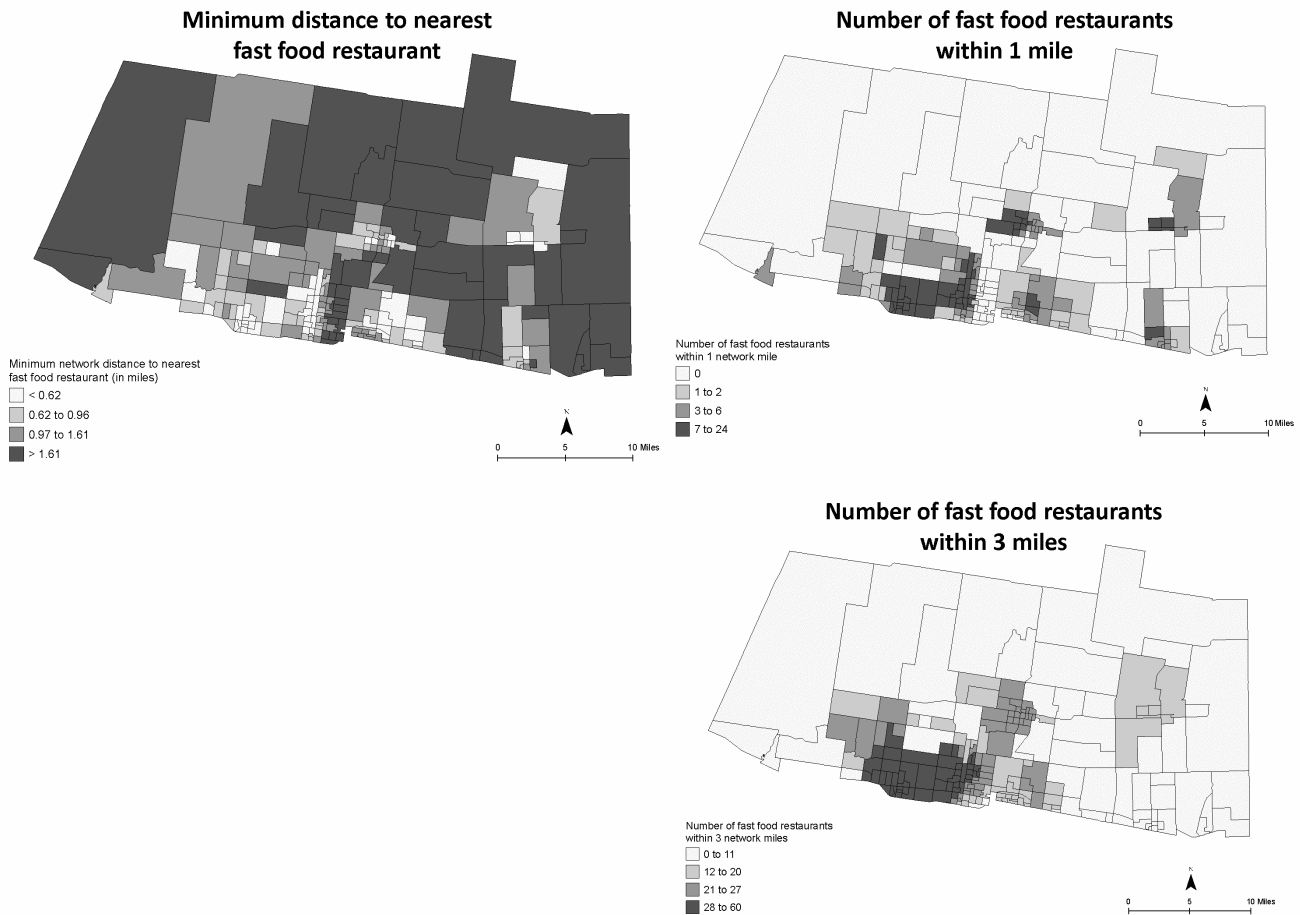 Minimum distance to nearest
fast food restaurant
Minimum network distance to nearest
fast food restaurant (in miles)
< 0.62
0.62 to 0.96
0.97 to 1.61
> 1.61
N
0 5 10 Miles
Number of fast food restaurants
within 1 mile
Number of fast food restaurants
within 1 network mile
0
1 to 2
3 to 6
7 to 24
N
0 5 10 Miles
Number of fast food restaurants
within 3 miles
Number of fast food restaurants
within 3 network miles
0 to 11
12 to 20
21 to 27
28 to 60
N
0 5 10 Miles